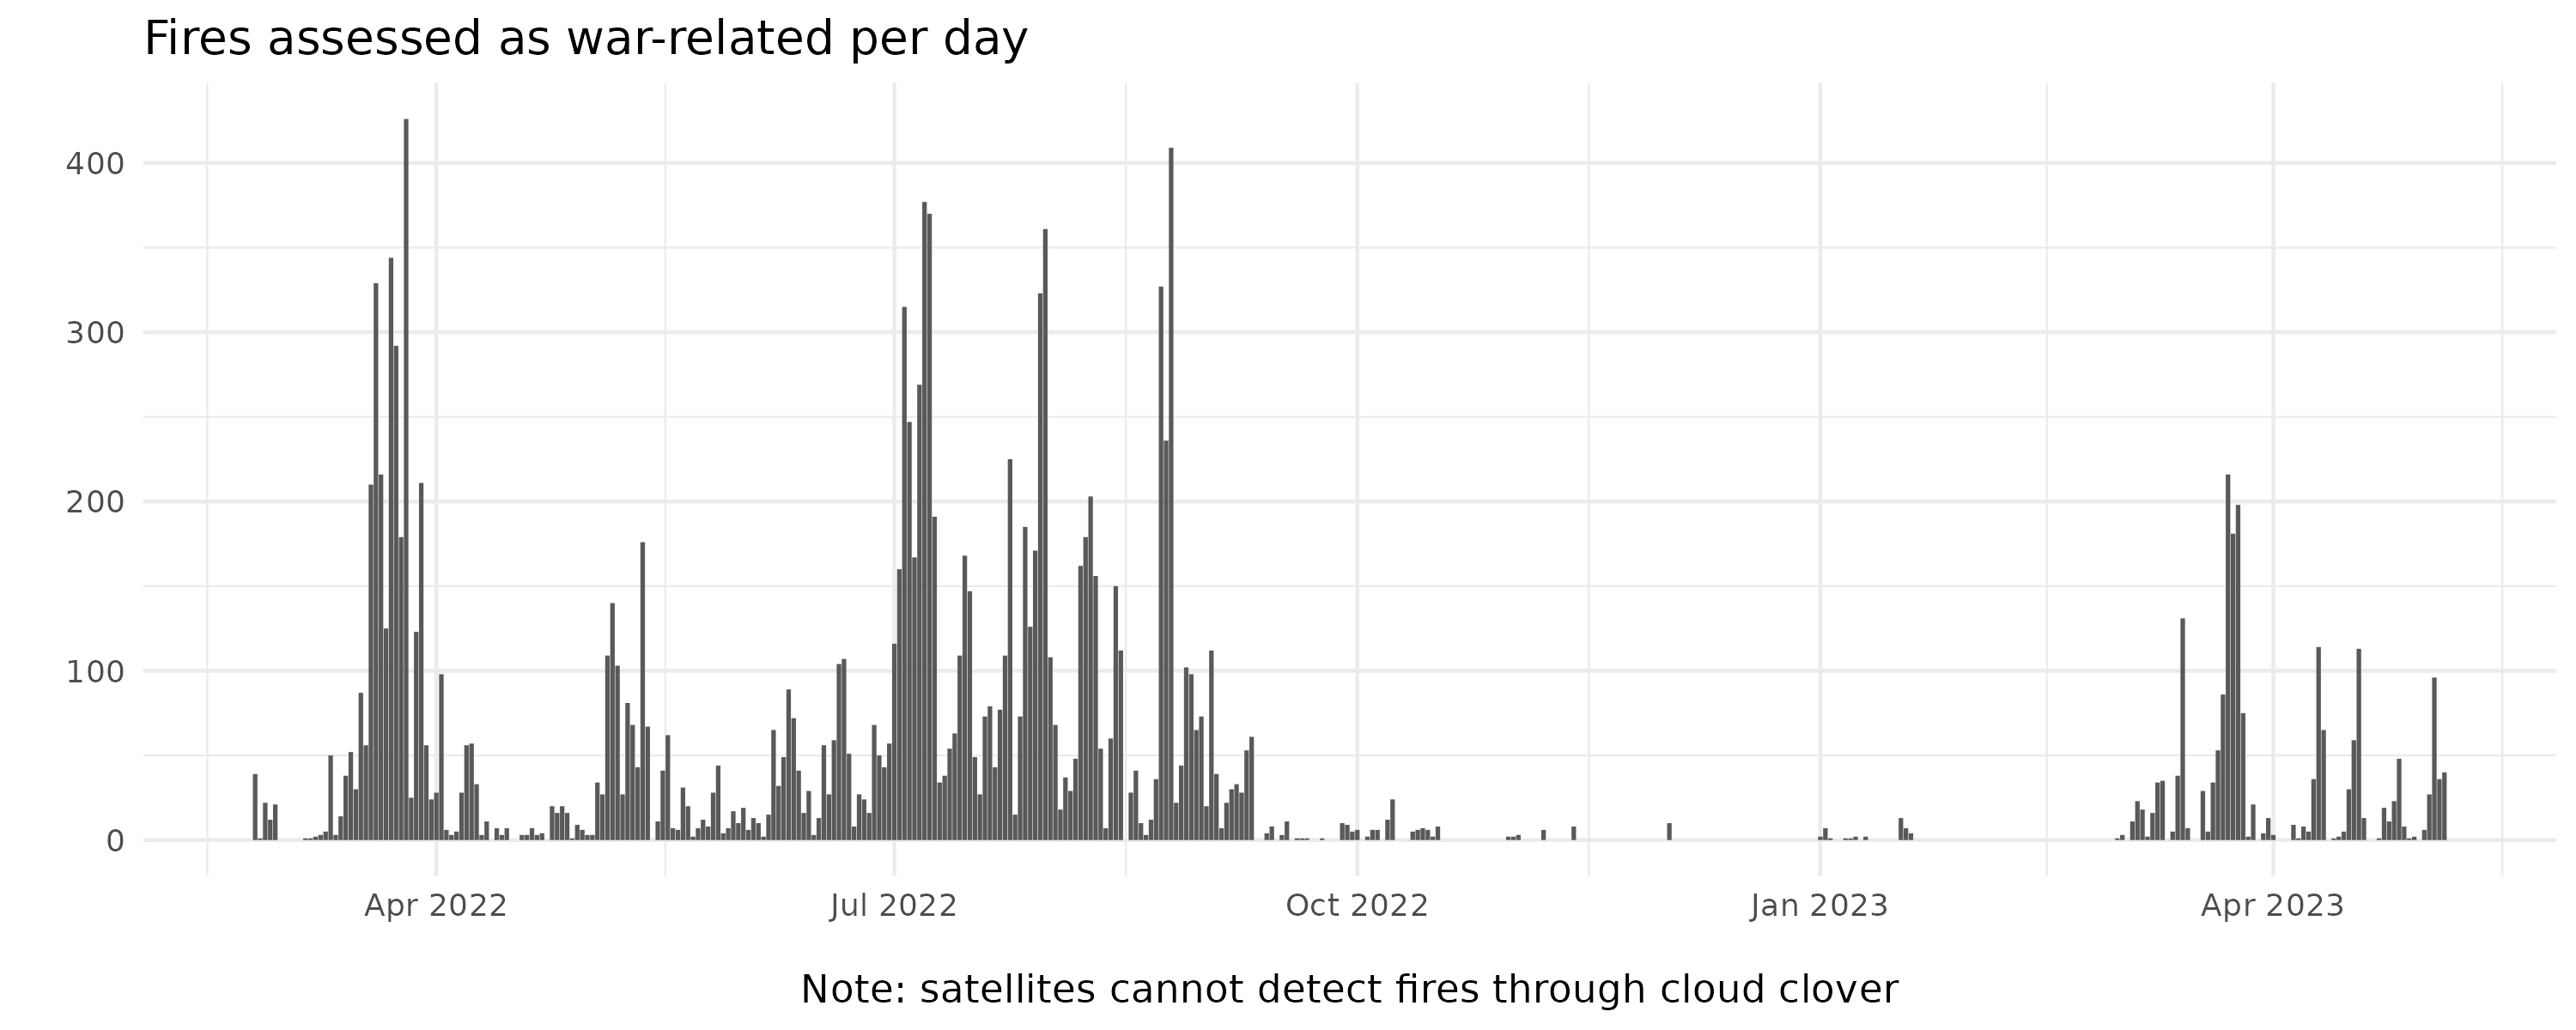 Fires assessed as war-related per day
400
300
200
100
0
Apr 2022 Jul 2022 Oct 2022 Jan 2023 Apr 2023
Note: satellites cannot detect fires through cloud clover